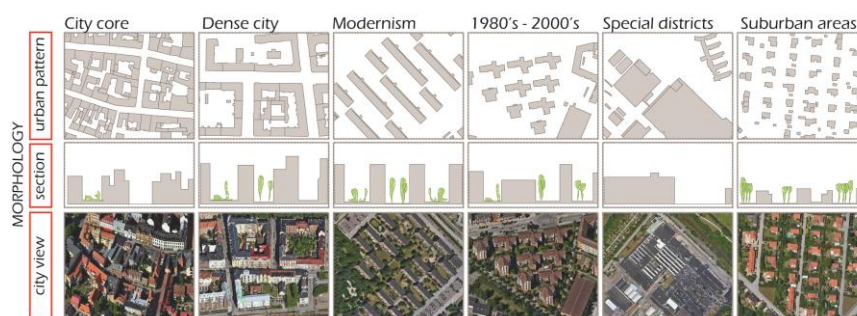 City core
Dense city
Modernism
1980's - 2000's
Special districts
Suburban areas
MORPHOLOGY
urban pattern
section
city view